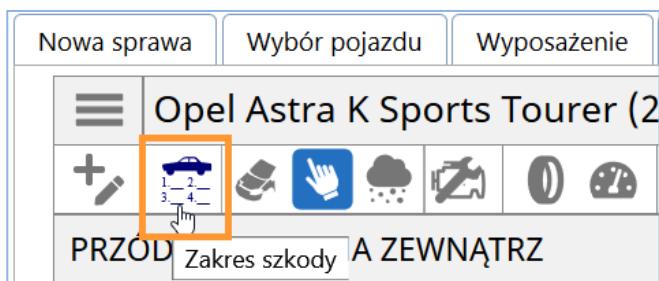 Nowa sprawa Wybór pojazdu Wyposażenie
Opel Astra K Sports Tourer (2
1.__ 2.__
3.__ 4.__
PRZÓD A ZEWNĄTRZ
Zakres szkody